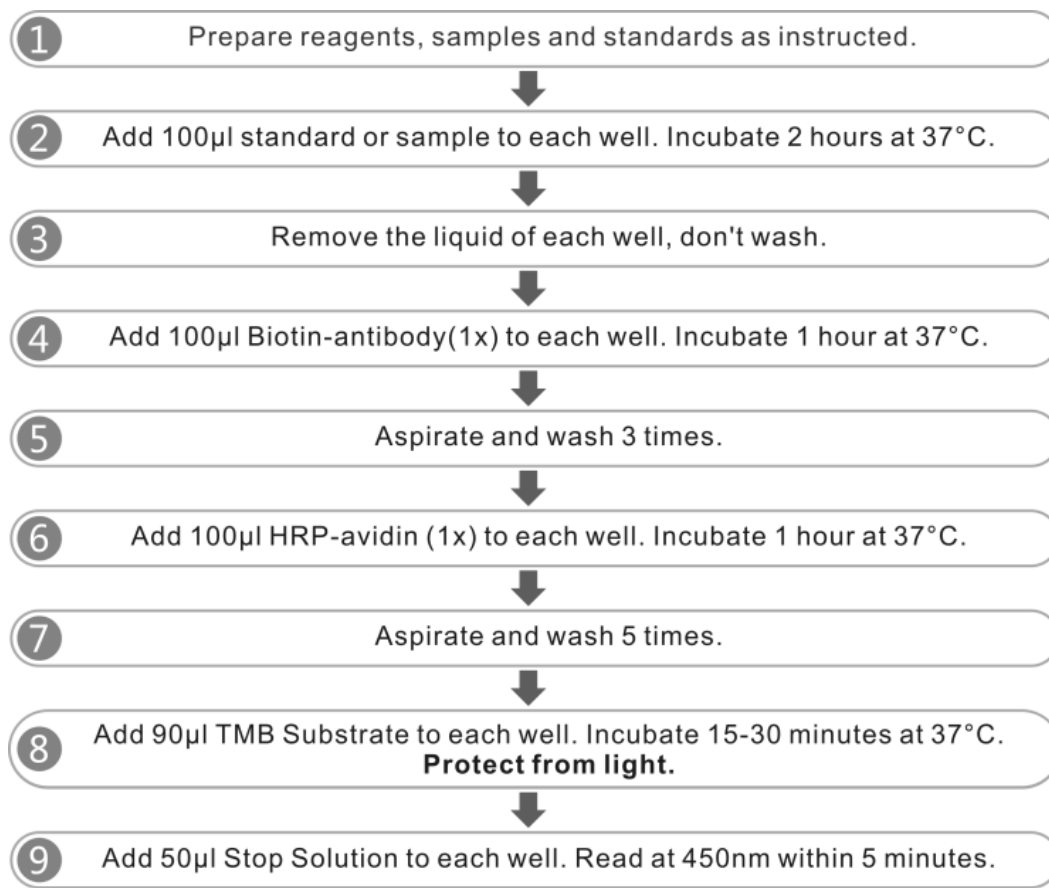 1 Prepare reagents, samples and standards as instructed.
2 Add 100μl standard or sample to each well. Incubate 2 hours at 37°C.
3 Remove the liquid of each well, don't wash.
4 Add 100μl Biotin-antibody(1x) to each well. Incubate 1 hour at 37°C.
5 Aspirate and wash 3 times.
6 Add 100μl HRP-avidin (1x) to each well. Incubate 1 hour at 37°C.
7 Aspirate and wash 5 times.
8 Add 90μl TMB Substrate to each well. Incubate 15-30 minutes at 37°C.
Protect from light.
9 Add 50μl Stop Solution to each well. Read at 450nm within 5 minutes.